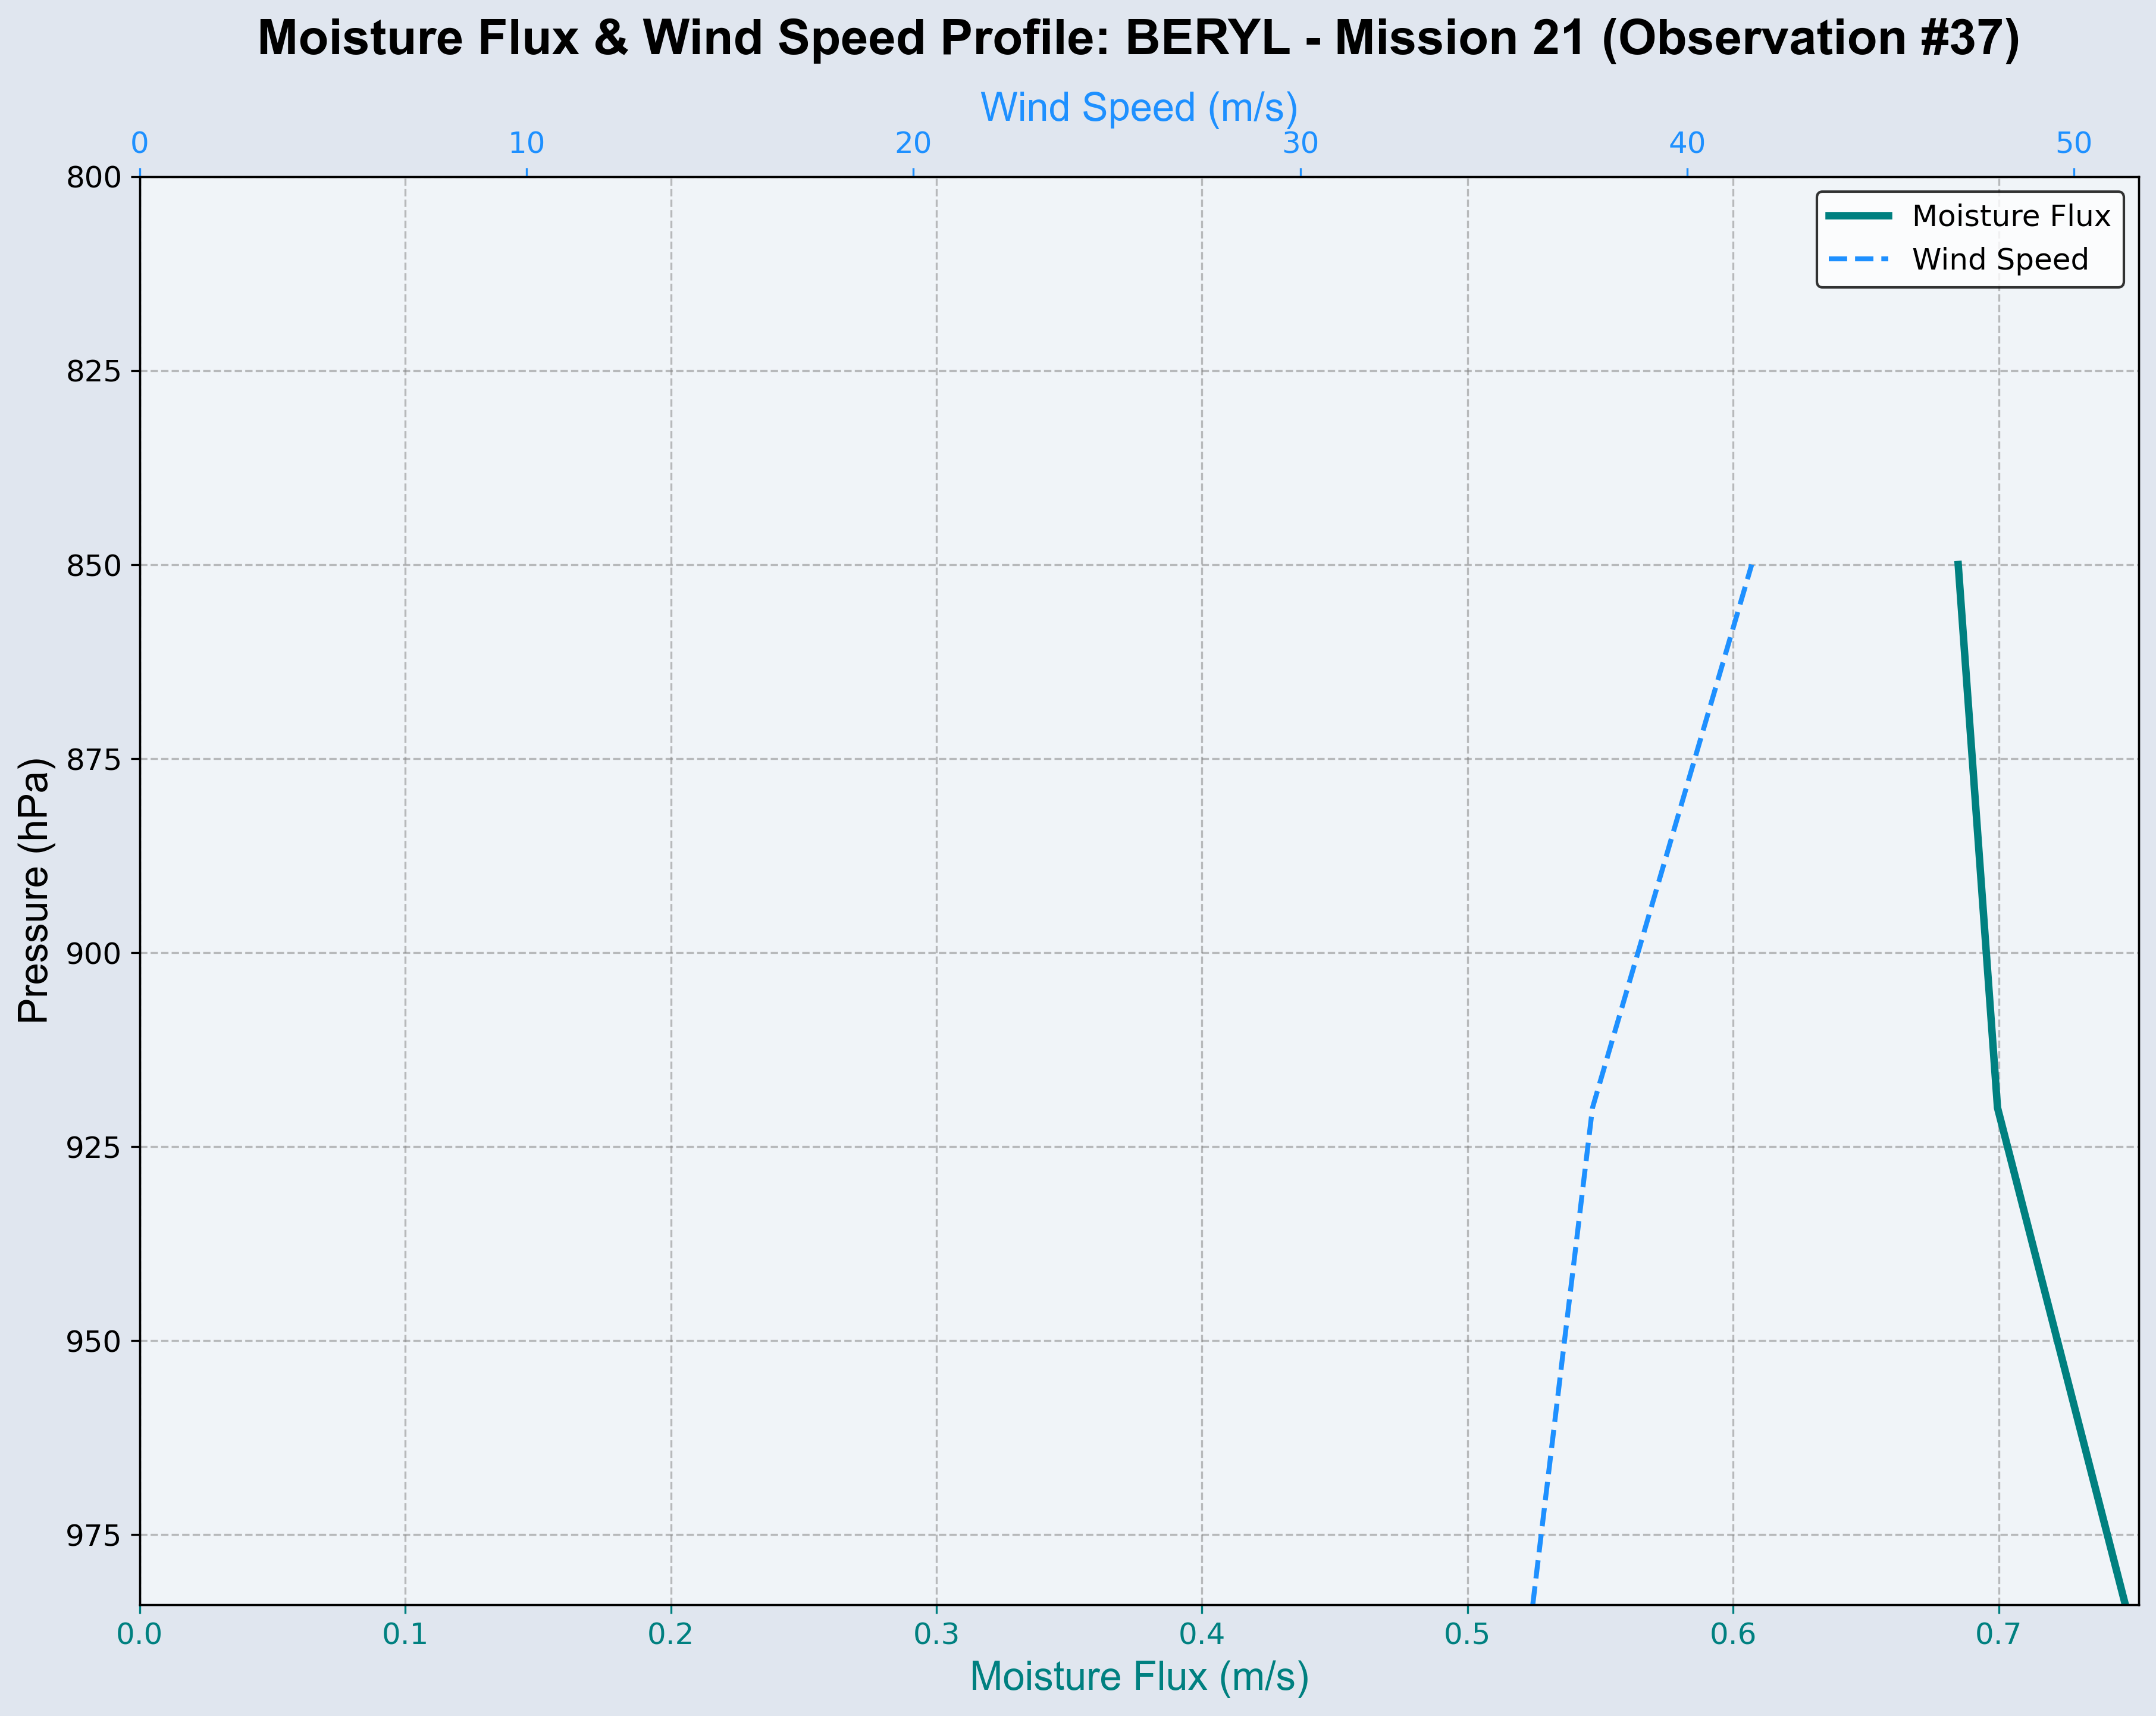 Moisture Flux & Wind Speed Profile: BERYL - Mission 21 (Observation #37)
Wind Speed (m/s)
0 10 20 30 40 50
Moisture Flux
Wind Speed
Pressure (hPa)
800
825
850
875
900
925
950
975
0.0 0.1 0.2 0.3 0.4 0.5 0.6 0.7
Moisture Flux (m/s)